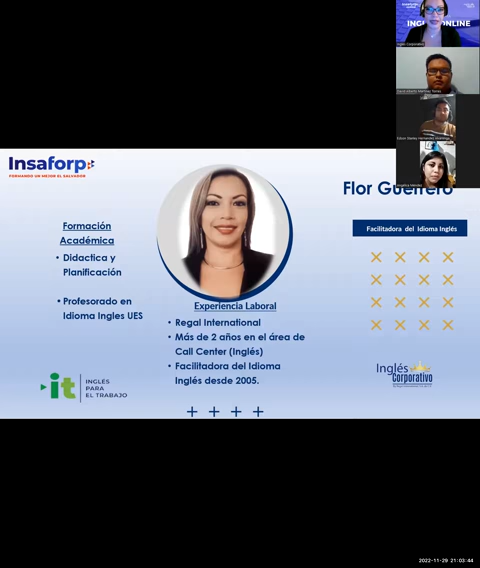 INGL
ONLINE
Inglés Corporativo
Insaforp
FORMANDO UN MEJOR EL SALVADOR
Flor Guerrero
Facilitadora del Idioma Inglés
Formación
Académica
• Didactica y
Planificación
• Profesorado en
Idioma Ingles UES
Experiencia Laboral
• Regal International
• Más de 2 años en el área de
Call Center (Inglés)
• Facilitadora del Idioma
Inglés desde 2005.
it
INGLÉS
PARA
EL TRABAJO
Inglés
Corporativo
2022-11-29 21:03:44